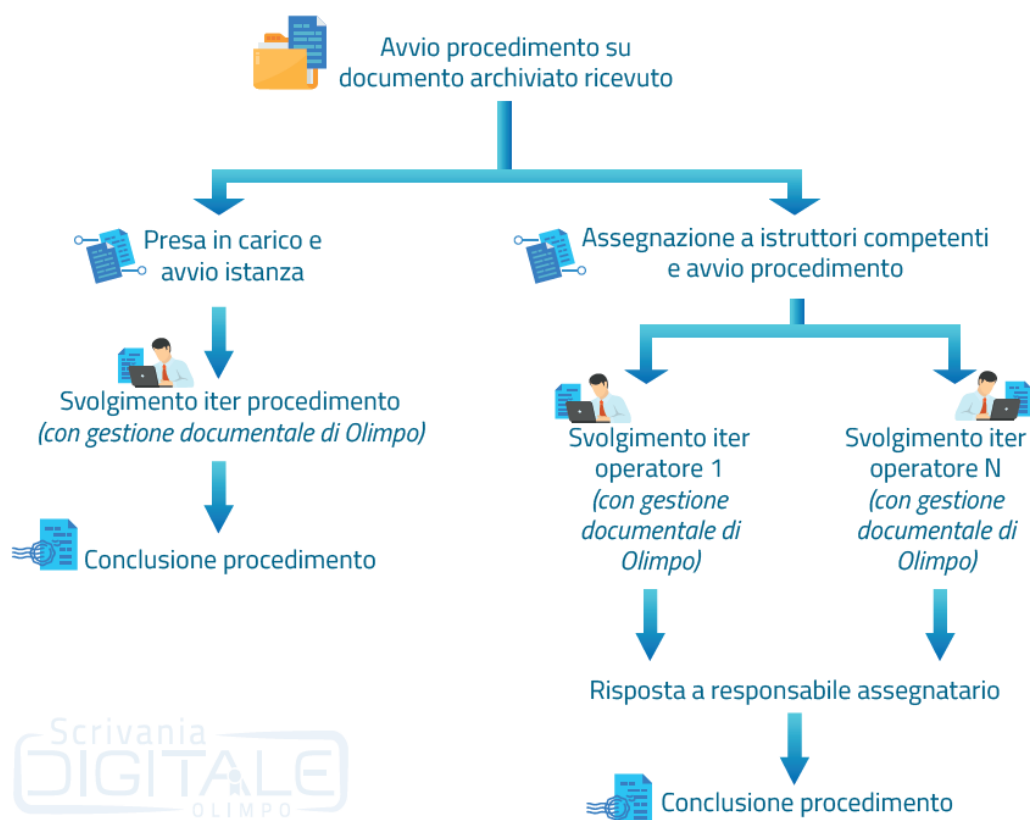 Avvio procedimento su
documento archiviato ricevuto
Presa in carico e
avvio istanza
Assegnazione a istruttori competenti
e avvio procedimento
Svolgimento iter procedimento
(con gestione documentale di Olimpo)
Svolgimento iter
operatore 1
(con gestione
documentale di
Olimpo)
Svolgimento iter
operatore N
(con gestione
documentale di
Olimpo)
Conclusione procedimento
Risposta a responsabile assegnatario
Conclusione procedimento
Scrivania
DIGITALE
OLIMPO